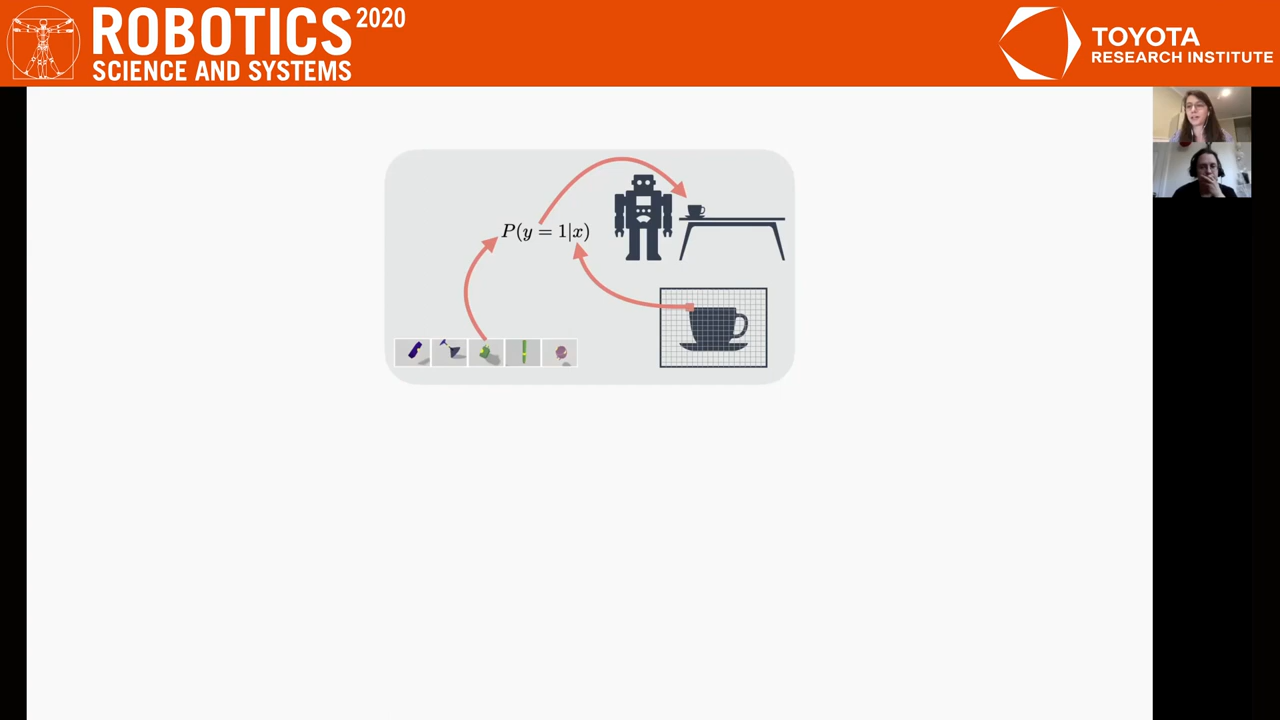 ROBOTICS 2020
SCIENCE AND SYSTEMS
TOYOTA
RESEARCH INSTITUTE
P(y = 1|x)